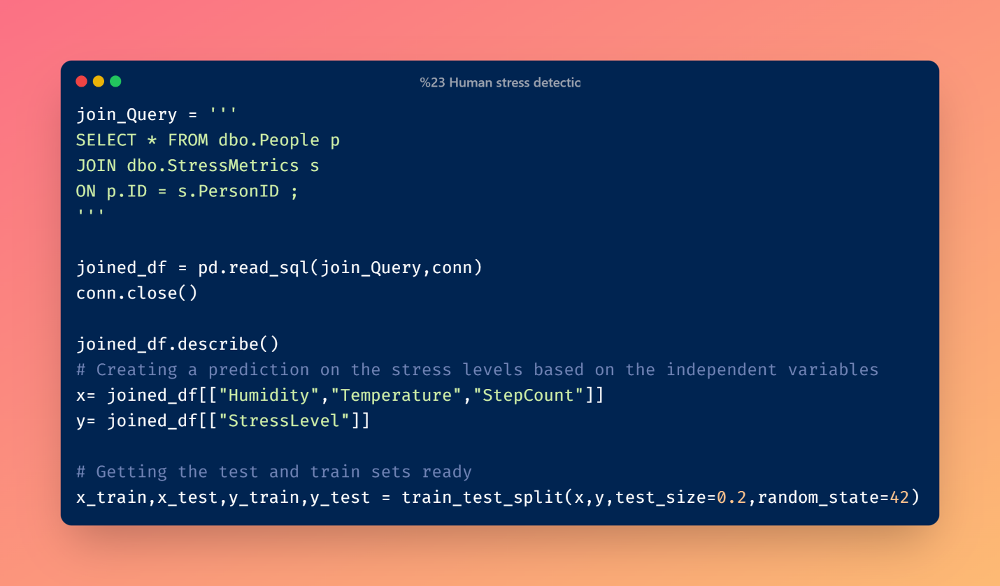 %23 Human stress detectio
join_Query = '''
SELECT * FROM dbo.People p
JOIN dbo.StressMetrics s
ON p.ID = s.PersonID ;
'''
joined_df = pd.read_sql(join_Query,conn)
conn.close()
joined_df.describe()
# Creating a prediction on the stress levels based on the independent variables
x= joined_df[["Humidity","Temperature","StepCount"]]
y= joined_df[["StressLevel"]]
# Getting the test and train sets ready
x_train,x_test,y_train,y_test = train_test_split(x,y,test_size=0.2,random_state=42)